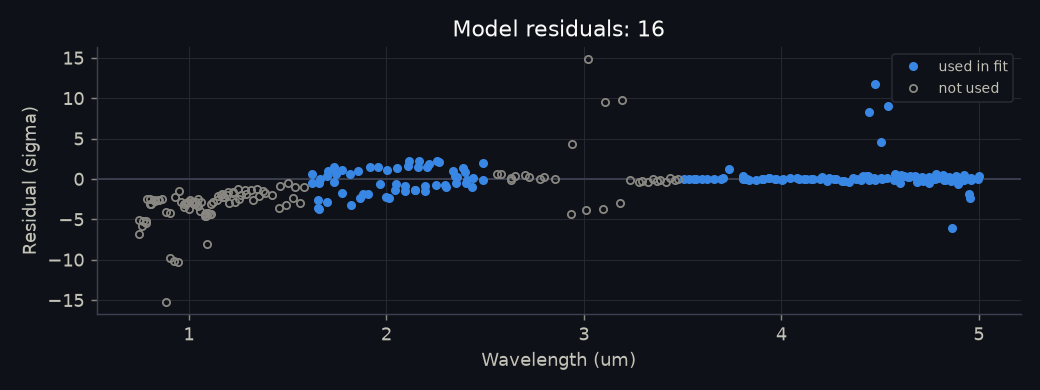 Model residuals: 16
used in fit
not used
Residual (sigma)
15
10
5
0
−5
−10
−15
1
2
3
4
5
Wavelength (um)